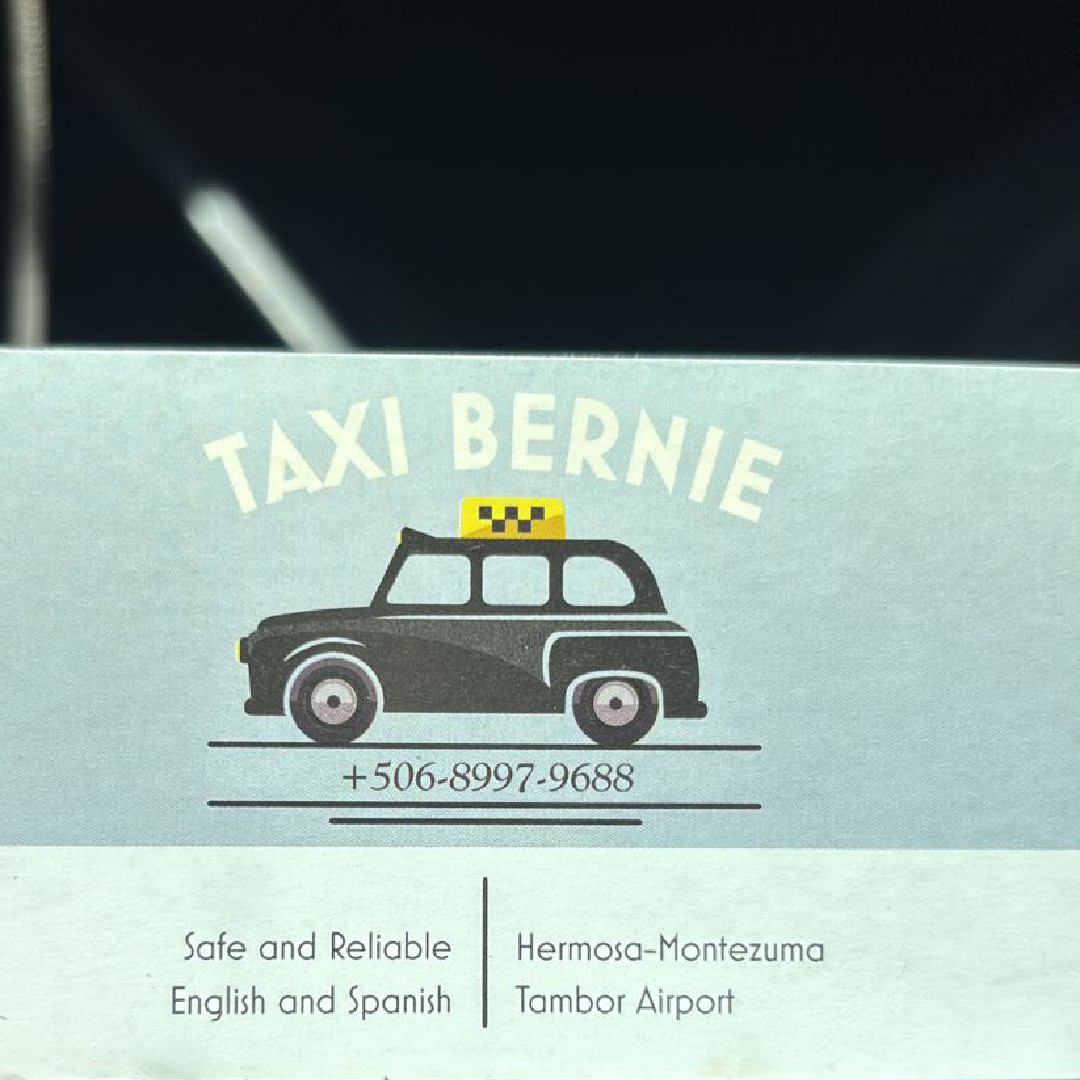 TAXI BERNIE
+506-8997-9688
Safe and Reliable
English and Spanish
Hermosa-Montezuma
Tambor Airport